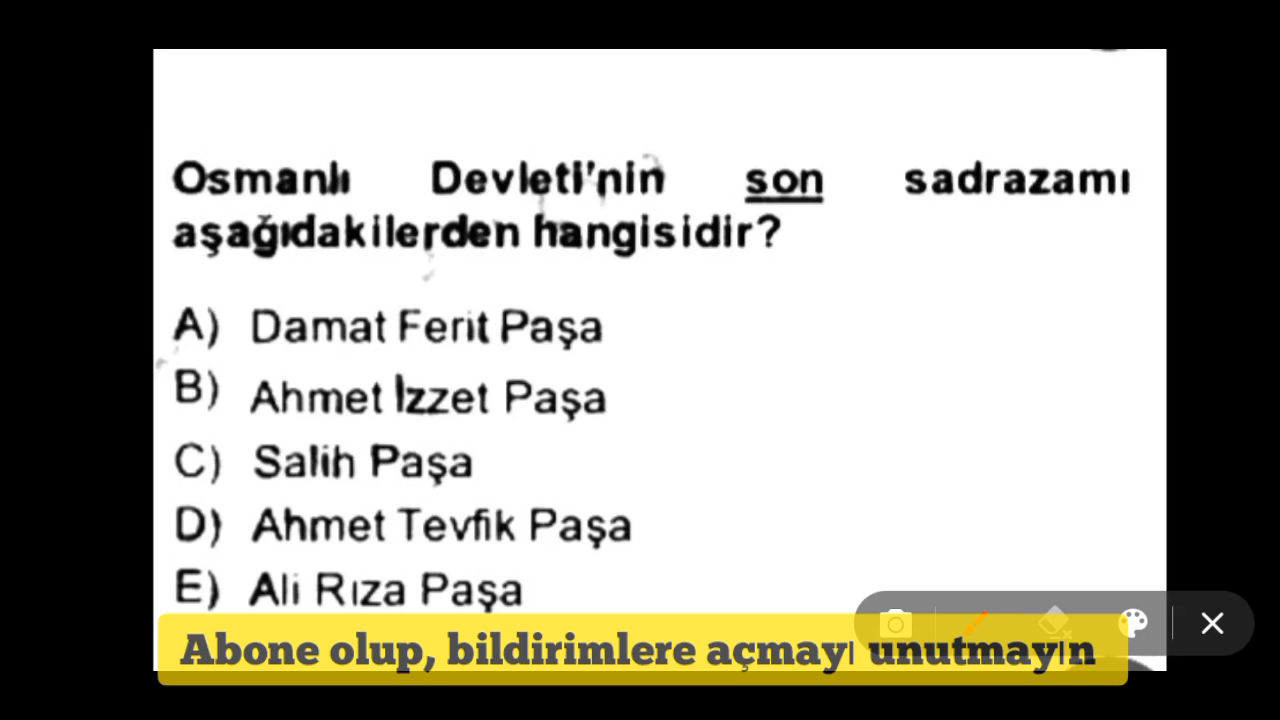 Osmanlı Devleti'nin son sadrazamı
aşağıdakilerden hangisidir?
A) Damat Ferit Paşa
B) Ahmet İzzet Paşa
C) Salih Paşa
D) Ahmet Tevfik Paşa
E) Ali Rıza Paşa
Abone olup, bildirimlere açmayı unutmayın